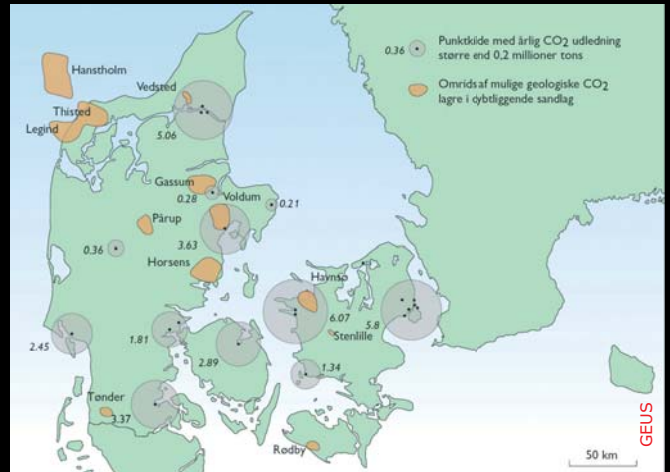 0.36
Punktkilde med årlig CO2 udledning
større end 0,2 millioner tons
Omrids af mulige geologiske CO2
lagre i dybtliggende sandlag
Hanstholm
Vedsted
Thisted
Legind
5.06
Gassum
0.28
Voldum
0.21
Pårup
3.63
0.36
Horsens
Havnsø
6.07
5.8
Stenlille
2.45
1.81
2.89
1.34
Tønder
3.37
Rødby
50 km
GEUS